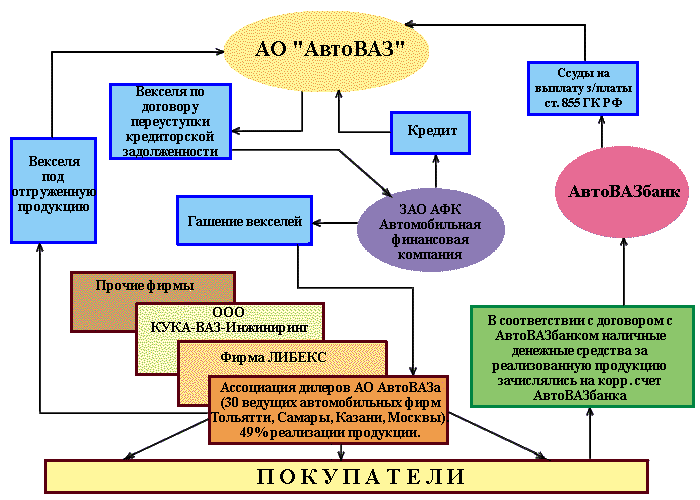 АО "АвтоВАЗ"
Векселя по
договору
переуступки
кредиторской
задолженности
Ссуды на
выплату з/платы
ст. 855 ГК РФ
Кредит
Векселя
под
отгруженную
продукцию
АвтоВАЗбанк
Гашение векселей
ЗАО АФК
Автомобильная
финансовая
компания
Прочие фирмы
ООО
КУКА-ВАЗ-Инжиниринг
Фирма ЛИБЕКС
Ассоциация дилеров АО АвтоВАЗа
(30 ведущих автомобильных фирм
Тольятти, Самары, Казани, Москвы)
49% реализации продукции.
В соответствии с договором с
АвтоВАЗбанком наличные
денежные средства за
реализованную продукцию
зачислялись на корр. счет
АвтоВАЗбанка
ПОКУПАТЕЛИ